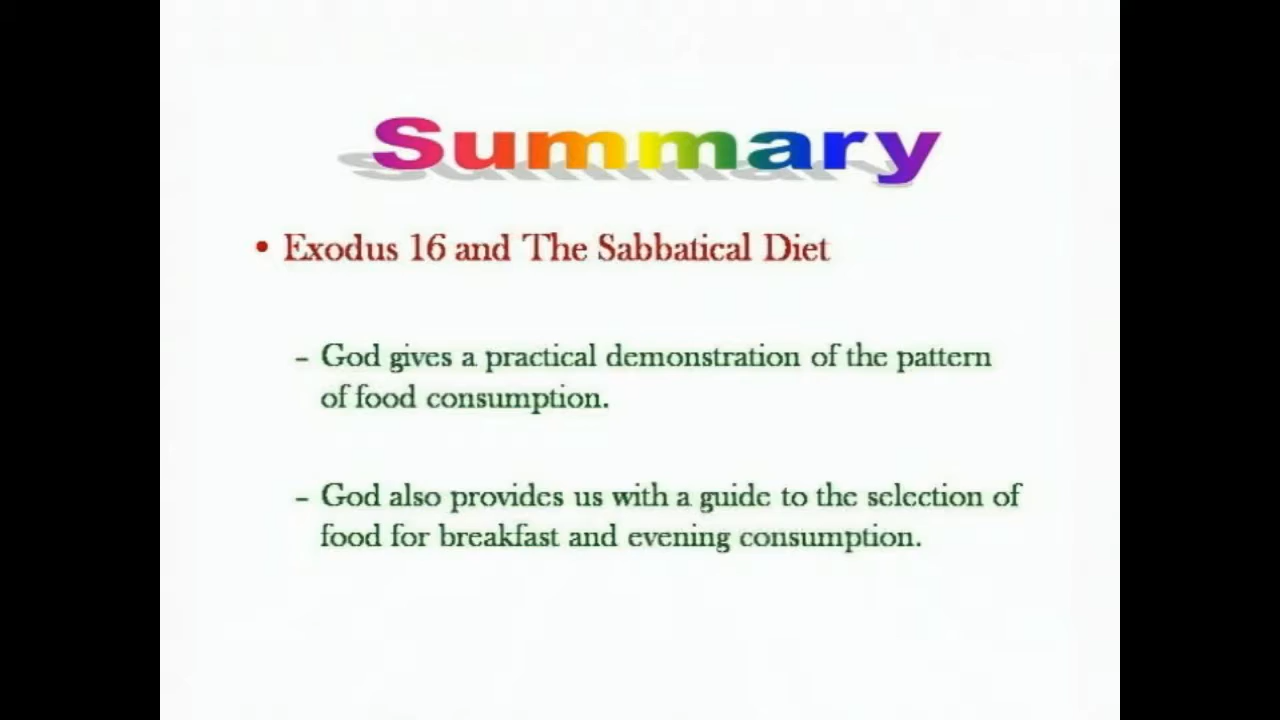 Summary
• Exodus 16 and The Sabbatical Diet
– God gives a practical demonstration of the pattern
of food consumption.
– God also provides us with a guide to the selection of
food for breakfast and evening consumption.